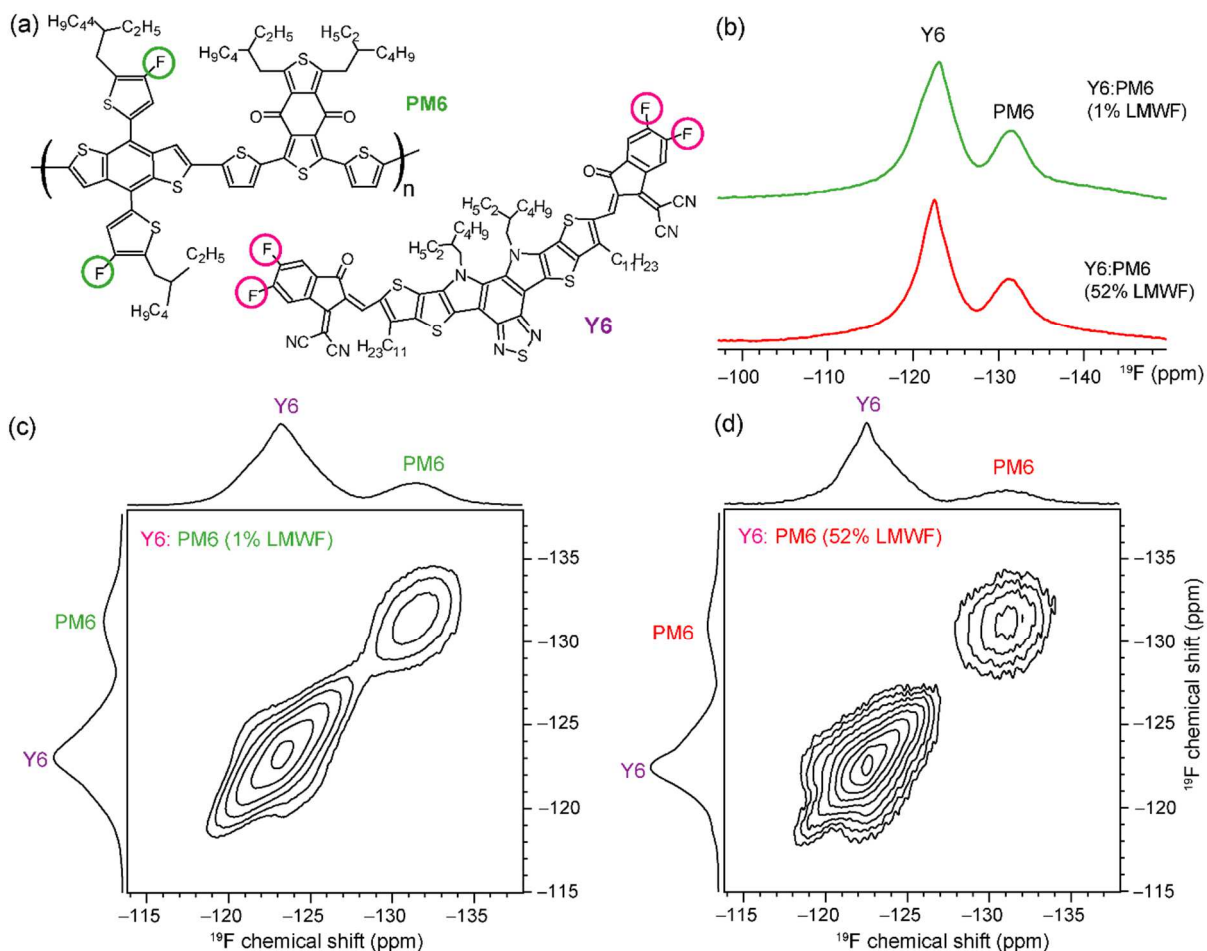 (a)
H9C4 C2H5
F
S
H9C4 C2H5
H5C2 C4H9
S
O O
PM6
S
S
S
S
S
n
S
F
C2H5
H9C4
F
F
O
CN
NC
H5C2 C4H9
H5C2 C4H9
S
N N
S
C11H23
F
F
O
S
S
S
NC CN
H23C11
N N
S
Y6
(b)
Y6
PM6
Y6:PM6
(1% LMWF)
Y6:PM6
(52% LMWF)
−100 −110 −120 −130 −140 19F (ppm)
(c)
Y6
PM6
Y6: PM6 (1% LMWF)
PM6
Y6
−135
−130
−125
−120
−115
−115 −120 −125 −130 −135
19F chemical shift (ppm)
(d)
Y6
PM6
Y6: PM6 (52% LMWF)
PM6
Y6
−135
−130
−125
−120
−115
19F chemical shift (ppm)
−115 −120 −125 −130 −135
19F chemical shift (ppm)